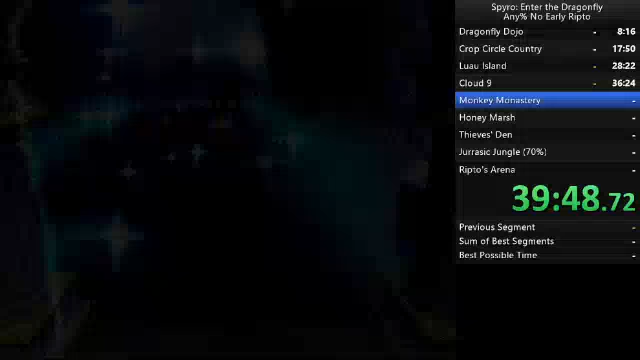 Spyro: Enter the Dragonfly
Any% No Early Ripto
Dragonfly Dojo - 8:16
Crop Circle Country - 17:50
Luau Island - 28:22
Cloud 9 - 36:24
Monkey Monastery -
Honey Marsh -
Thieves' Den -
Jurrasic Jungle (70%) -
Ripto's Arena -
39:48.72
Previous Segment -
Sum of Best Segments -
Best Possible Time -